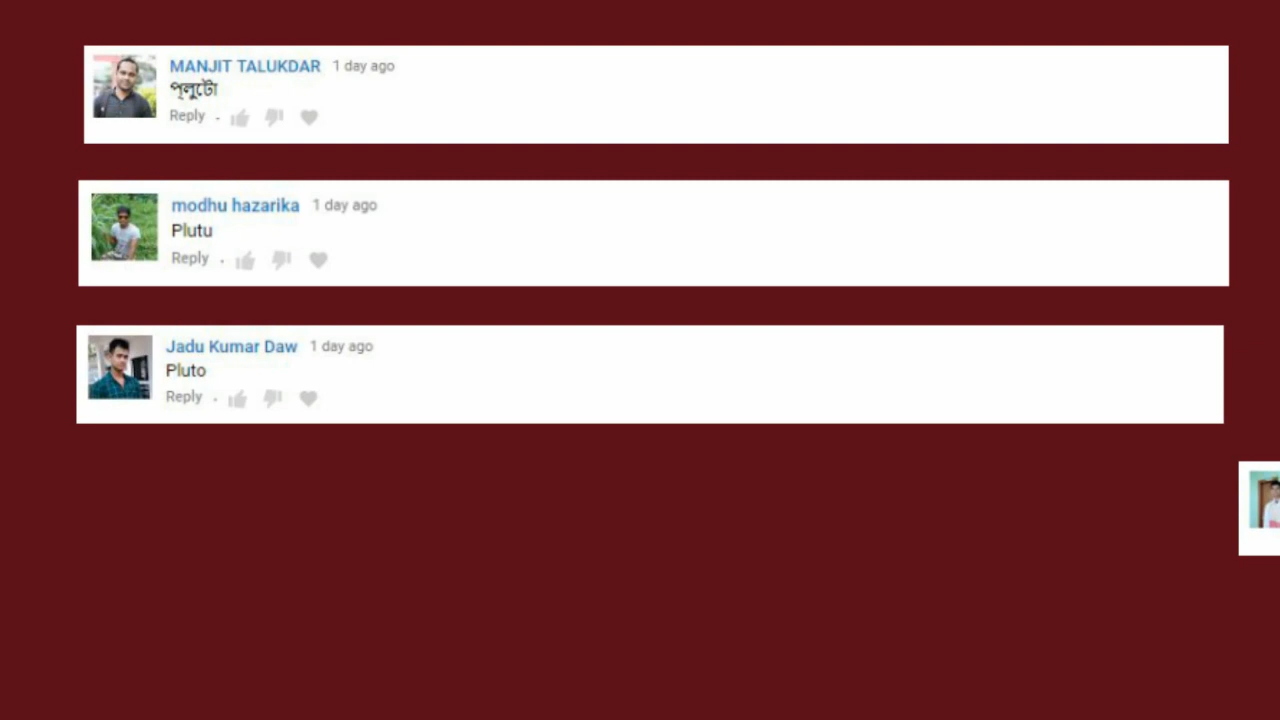 MANJIT TALUKDAR 1 day ago
প্লুটো
Reply .
modhu hazarika 1 day ago
Plutu
Reply .
Jadu Kumar Daw 1 day ago
Pluto
Reply .